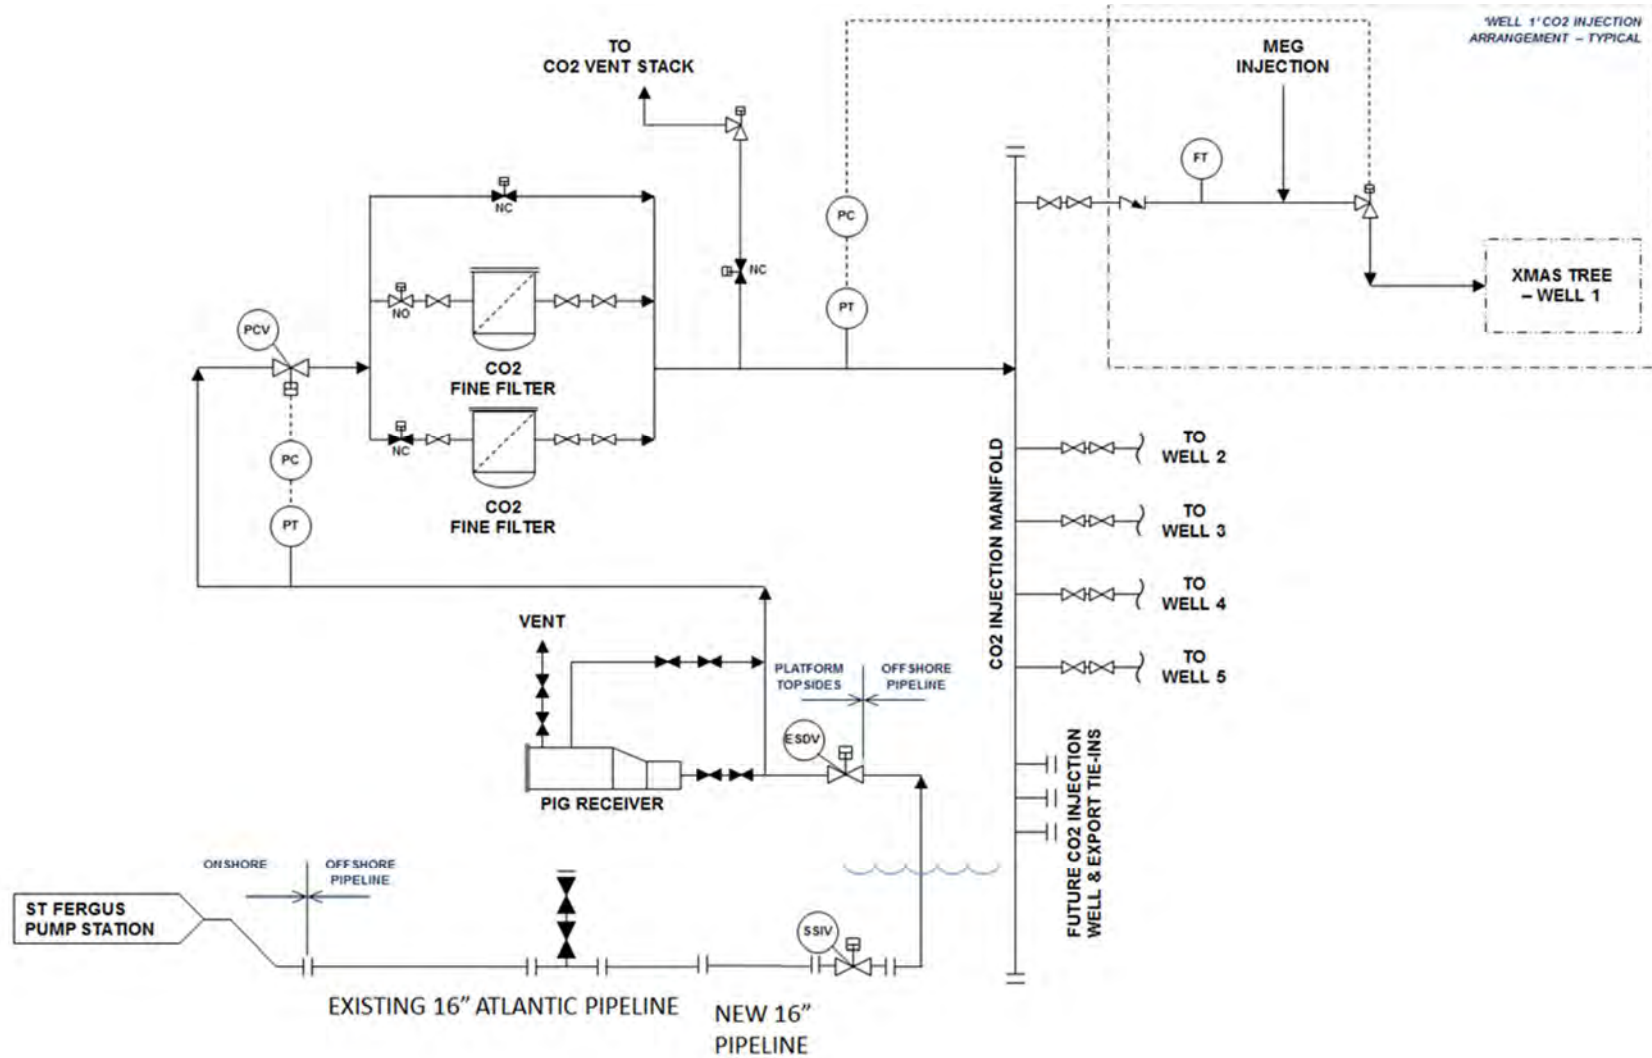 'WELL 1' CO2 INJECTION
ARRANGEMENT – TYPICAL
TO
CO2 VENT STACK
MEG
INJECTION
FT
NC
PC
NC
PT
XMAS TREE
– WELL 1
NO
PCV
CO2
FINE FILTER
NC
PC
CO2
FINE FILTER
PT
CO2 INJECTION MANIFOLD
TO
WELL 2
TO
WELL 3
TO
WELL 4
TO
WELL 5
VENT
PLATFORM
TOPSIDES
OFFSHORE
PIPELINE
ESDV
PIG RECEIVER
FUTURE CO2 INJECTION
WELL & EXPORT TIE-INS
ONSHORE
OFFSHORE
PIPELINE
ST FERGUS
PUMP STATION
SSIV
EXISTING 16” ATLANTIC PIPELINE
NEW 16”
PIPELINE